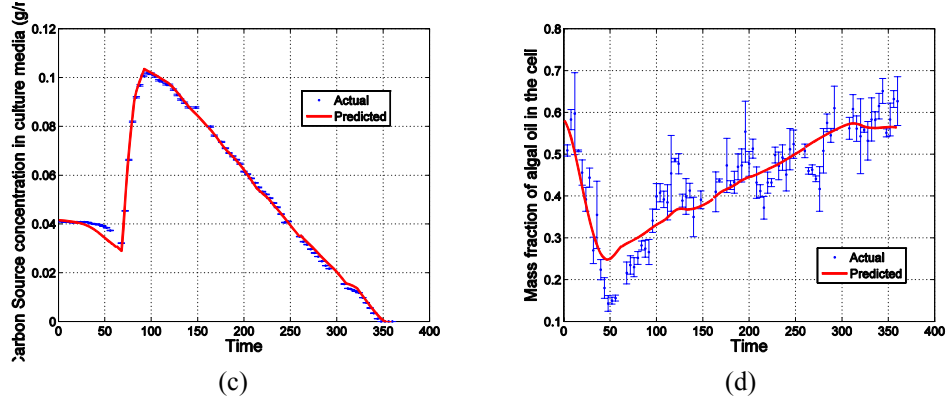 Carbon Source concentration in culture media (g/
0.12
0.1
0.08
0.06
0.04
0.02
0
0 50 100 150 200 250 300 350 400
Time
Actual
Predicted
(c)
Mass fraction of algal oil in the cell
0.8
0.7
0.6
0.5
0.4
0.3
0.2
0.1
0 50 100 150 200 250 300 350 400
Time
Actual
Predicted
(d)